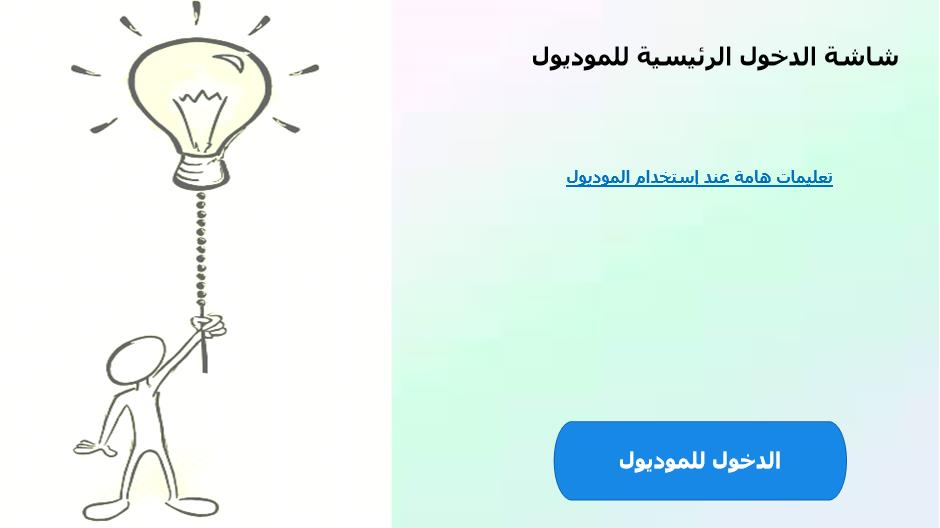 شاشة الدخول الرئيسية للموديول
تعليمات هامة عند إستخدام الموديول
الدخول للموديول